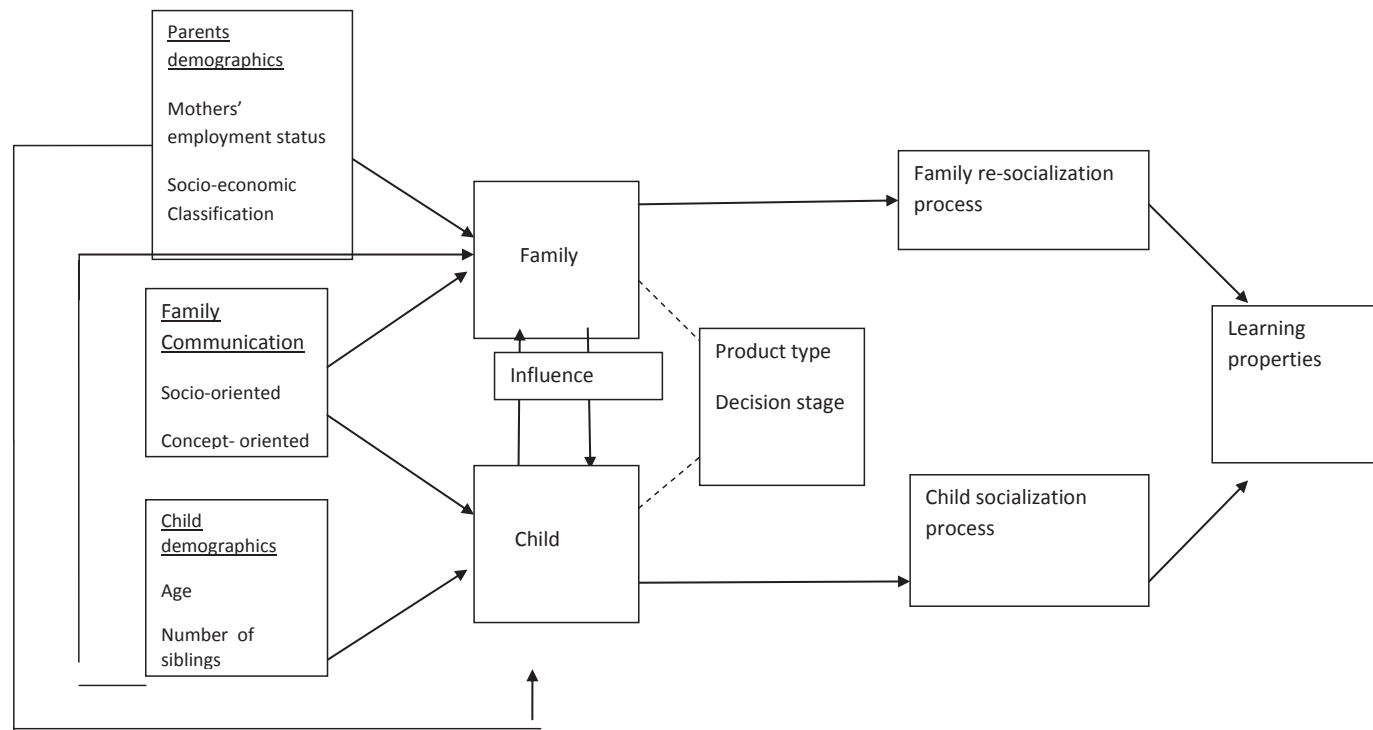 Parents
demographics
Mothers’
employment status
Socio-economic
Classification
Family
Communication
Socio-oriented
Concept- oriented
Child
demographics
Age
Number of
siblings
Family
Influence
Child
Product type
Decision stage
Family re-socialization
process
Child socialization
process
Learning
properties